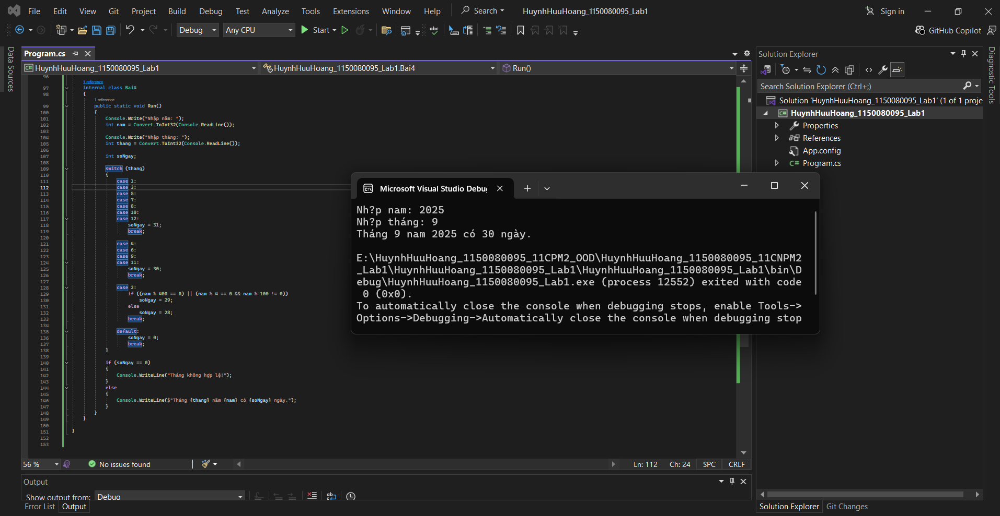 File Edit View Git Project Build Debug Test Analyze Tools Extensions Window Help Search HuynhHuuHoang_1150080095_Lab1 Sign in
Debug Any CPU Start GitHub Copilot
Data Sources
Program.cs
HuynhHuuHoang_1150080095_Lab1 HuynhHuuHoang_1150080095_Lab1.Bai4 Run()
96
1 reference
97 internal class Bai4
98 {
1 reference
99 public static void Run()
100 {
101 Console.Write("Nhập năm: ");
102 int nam = Convert.ToInt32(Console.ReadLine());
103
104 Console.Write("Nhập tháng: ");
105 int thang = Convert.ToInt32(Console.ReadLine());
106
107 int soNgay;
108
109 switch (thang)
110 {
111 case 1:
112 case 3:
113 case 5:
114 case 7:
115 case 8:
116 case 10:
117 case 12:
118 soNgay = 31;
119 break;
120
121 case 4:
122 case 6:
123 case 9:
124 case 11:
125 soNgay = 30;
126 break;
127
128 case 2:
129 if ((nam % 400 == 0) || (nam % 4 == 0 && nam % 100 != 0))
130 soNgay = 29;
131 else
132 soNgay = 28;
133 break;
134
135 default:
136 soNgay = 0;
137 break;
138 }
139
140 if (soNgay == 0)
141 {
142 Console.WriteLine("Tháng không hợp lệ!");
143 }
144 else
145 {
146 Console.WriteLine($"Tháng {thang} năm {nam} có {soNgay} ngày.");
147 }
148 }
149 }
150
151 }
152
153
56 % No issues found Ln: 112 Ch: 24 SPC CRLF
Output
Show output from: Debug
Error List Output
Microsoft Visual Studio Debu
Nh?p nam: 2025
Nh?p tháng: 9
Tháng 9 nam 2025 có 30 ngày.
E:\HuynhHuuHoang_1150080095_11CPM2_OOD\HuynhHuuHoang_1150080095_11CNPM2
_Lab1\HuynhHuuHoang_1150080095_Lab1\HuynhHuuHoang_1150080095_Lab1\bin\D
ebug\HuynhHuuHoang_1150080095_Lab1.exe (process 12552) exited with code
0 (0x0).
To automatically close the console when debugging stops, enable Tools->
Options->Debugging->Automatically close the console when debugging stop
Solution Explorer
Search Solution Explorer (Ctrl+;)
Solution 'HuynhHuuHoang_1150080095_Lab1' (1 of 1 proje
HuynhHuuHoang_1150080095_Lab1
Properties
References
App.config
Program.cs
Solution Explorer Git Changes
Diagnostic Tools